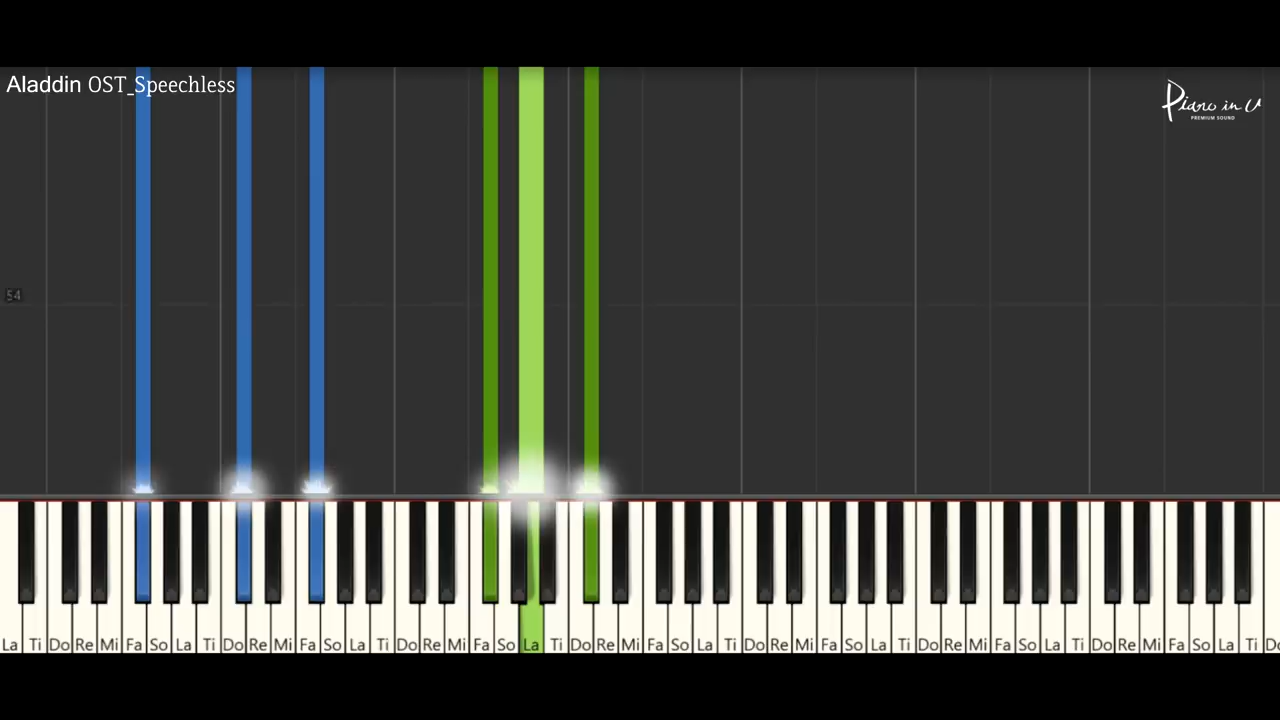 Aladdin OST_Speechless
Piano in U
PREMIUM SOUND
54
La Ti Do Re Mi Fa So La Ti Do Re Mi Fa So La Ti Do Re Mi Fa So La Ti Do Re Mi Fa So La Ti Do Re Mi Fa So La Ti Do Re Mi Fa So La Ti Do Re Mi Fa So La Ti Do